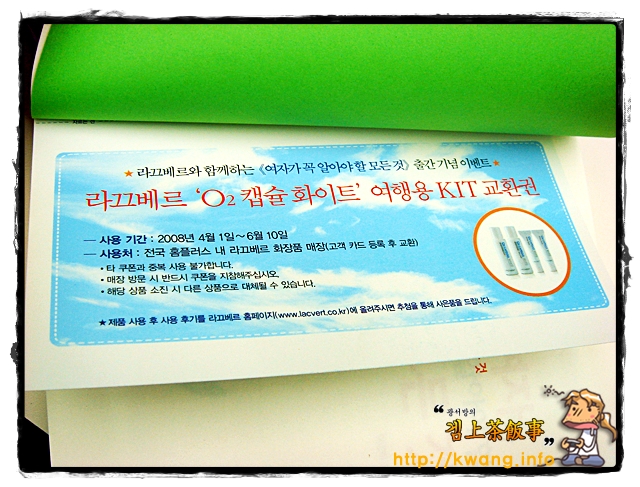 ★ 라끄베르와 함께하는 《여자가 꼭 알아야 할 모든 것》 출간 기념 이벤트 ★
라끄베르 ‘O2 캡슐 화이트’ 여행용 KIT 교환권
— 사용 기간 : 2008년 4월 1일~6월 10일
— 사용처 : 전국 홈플러스 내 라끄베르 화장품 매장(고객 카드 등록 후 교환)
• 타 쿠폰과 중복 사용 불가합니다.
• 매장 방문 시 반드시 쿠폰을 지참해주십시오.
• 해당 상품 소진 시 다른 상품으로 대체될 수 있습니다.
★ 제품 사용 후 사용 후기를 라끄베르 홈페이지(www.lacvert.co.kr)에 올려주시면 추첨을 통해 사은품을 드립니다.
것
“ 광서방의
겜上茶飯事 „
http://kwang.info